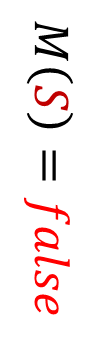 M(S) = false